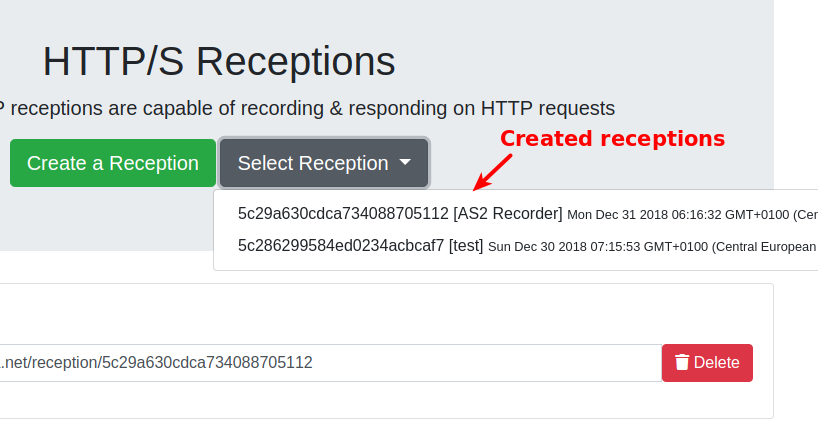 HTTP/S Receptions
P receptions are capable of recording & responding on HTTP requests
Created receptions
Create a Reception
Select Reception
5c29a630cdca734088705112 [AS2 Recorder] Mon Dec 31 2018 06:16:32 GMT+0100 (Cen
5c286299584ed0234acbcaf7 [test] Sun Dec 30 2018 07:15:53 GMT+0100 (Central European
.net/reception/5c29a630cdca734088705112
Delete